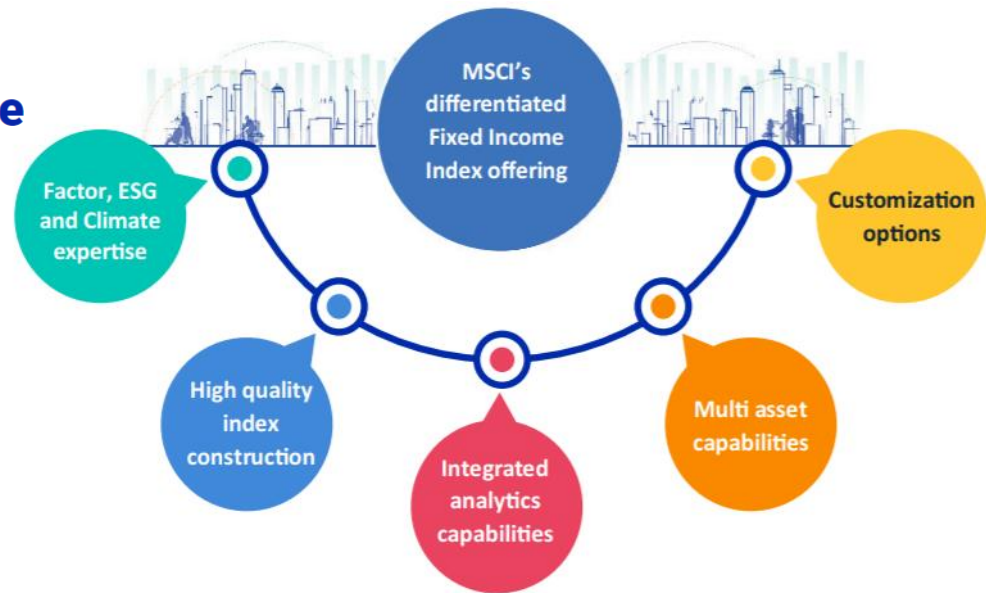 e
MSCI's
differentiated
Fixed Income
Index offering
Factor, ESG
and Climate
expertise
High quality
index
construction
Integrated
analytics
capabilities
Multi asset
capabilities
Customization
options